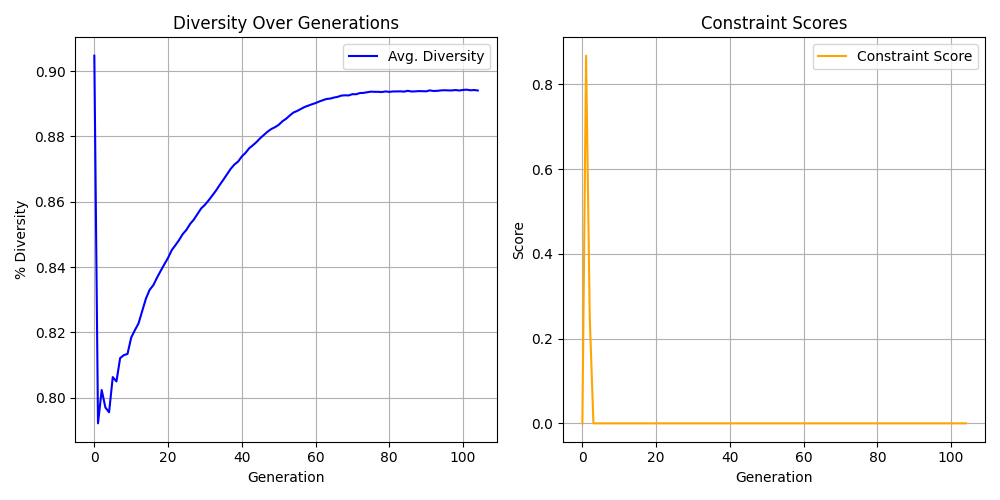 Diversity Over Generations
Avg. Diversity
0.90
0.88
0.86
0.84
0.82
0.80
% Diversity
0 20 40 60 80 100
Generation
Constraint Scores
Constraint Score
0.8
0.6
0.4
0.2
0.0
Score
0 20 40 60 80 100
Generation